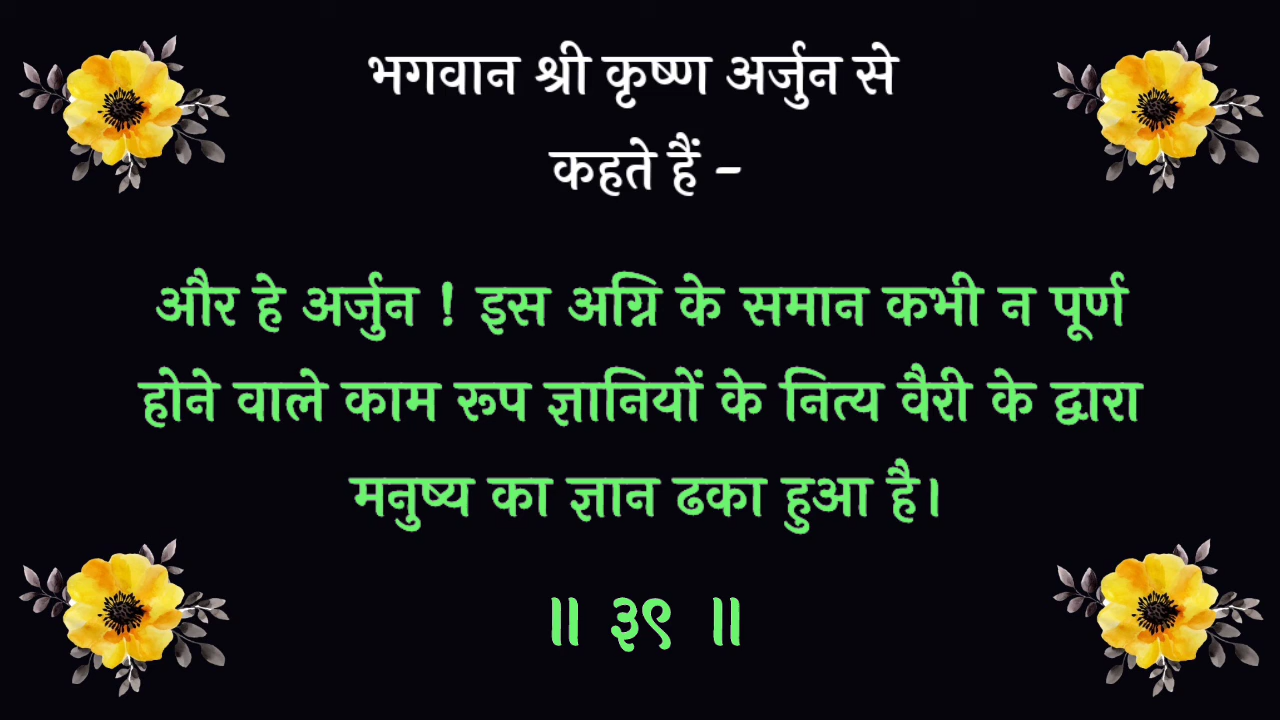 भगवान श्री कृष्ण अर्जुन से
कहते हैं -
और हे अर्जुन ! इस अग्नि के समान कभी न पूर्ण
होने वाले काम रूप ज्ञानियों के नित्य वैरी के द्वारा
मनुष्य का ज्ञान ढका हुआ है।
॥ ३९ ॥